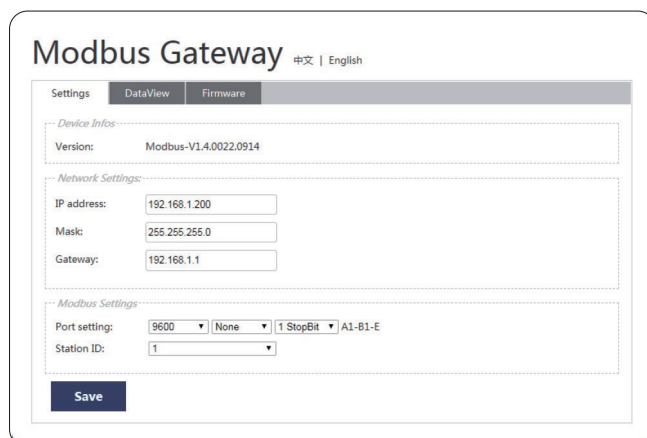 Modbus Gateway 中文 | English
Settings DataView Firmware
Device Infos
Version: Modbus-V1.4.0022.0914
Network Settings:
IP address: 192.168.1.200
Mask: 255.255.255.0
Gateway: 192.168.1.1
Modbus Settings
Port setting: 9600 None 1 StopBit A1-B1-E
Station ID: 1
Save